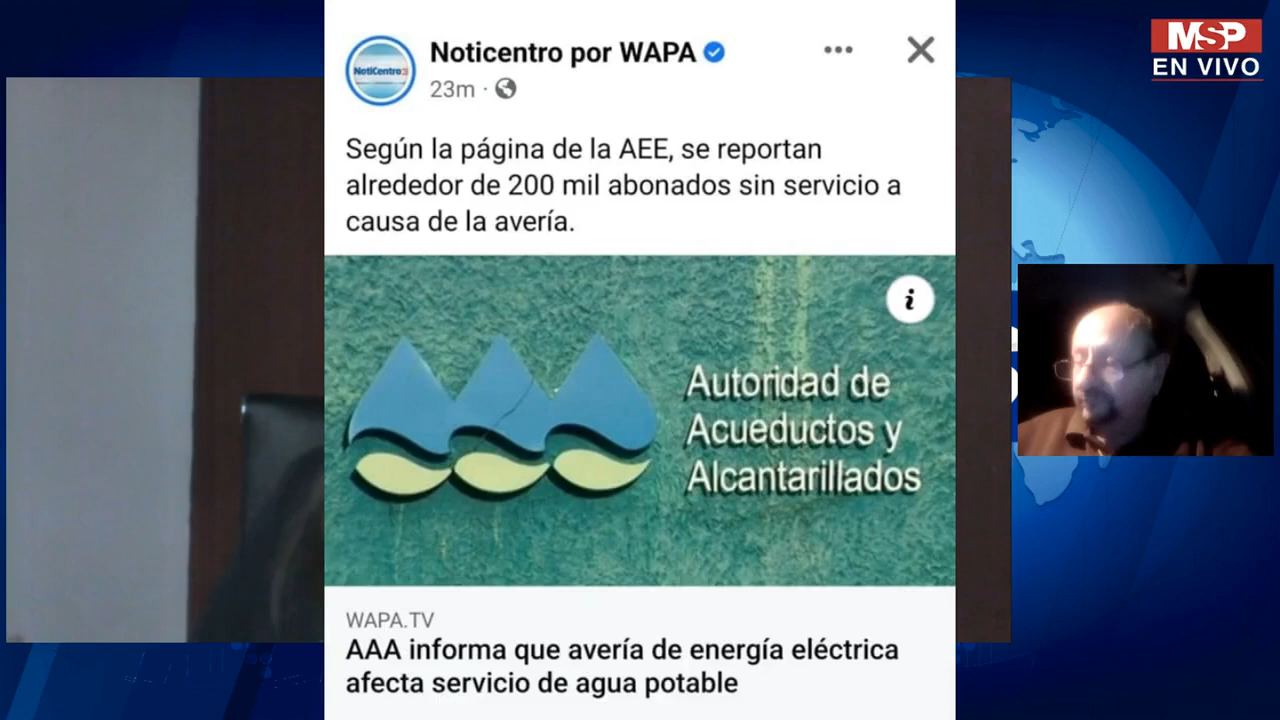 Noticentro por WAPA
NotiCentro
23m ·
MSP
EN VIVO
Según la página de la AEE, se reportan
alrededor de 200 mil abonados sin servicio a
causa de la avería.
i
Autoridad de
Acueductos y
Alcantarillados
WAPA.TV
AAA informa que avería de energía eléctrica
afecta servicio de agua potable